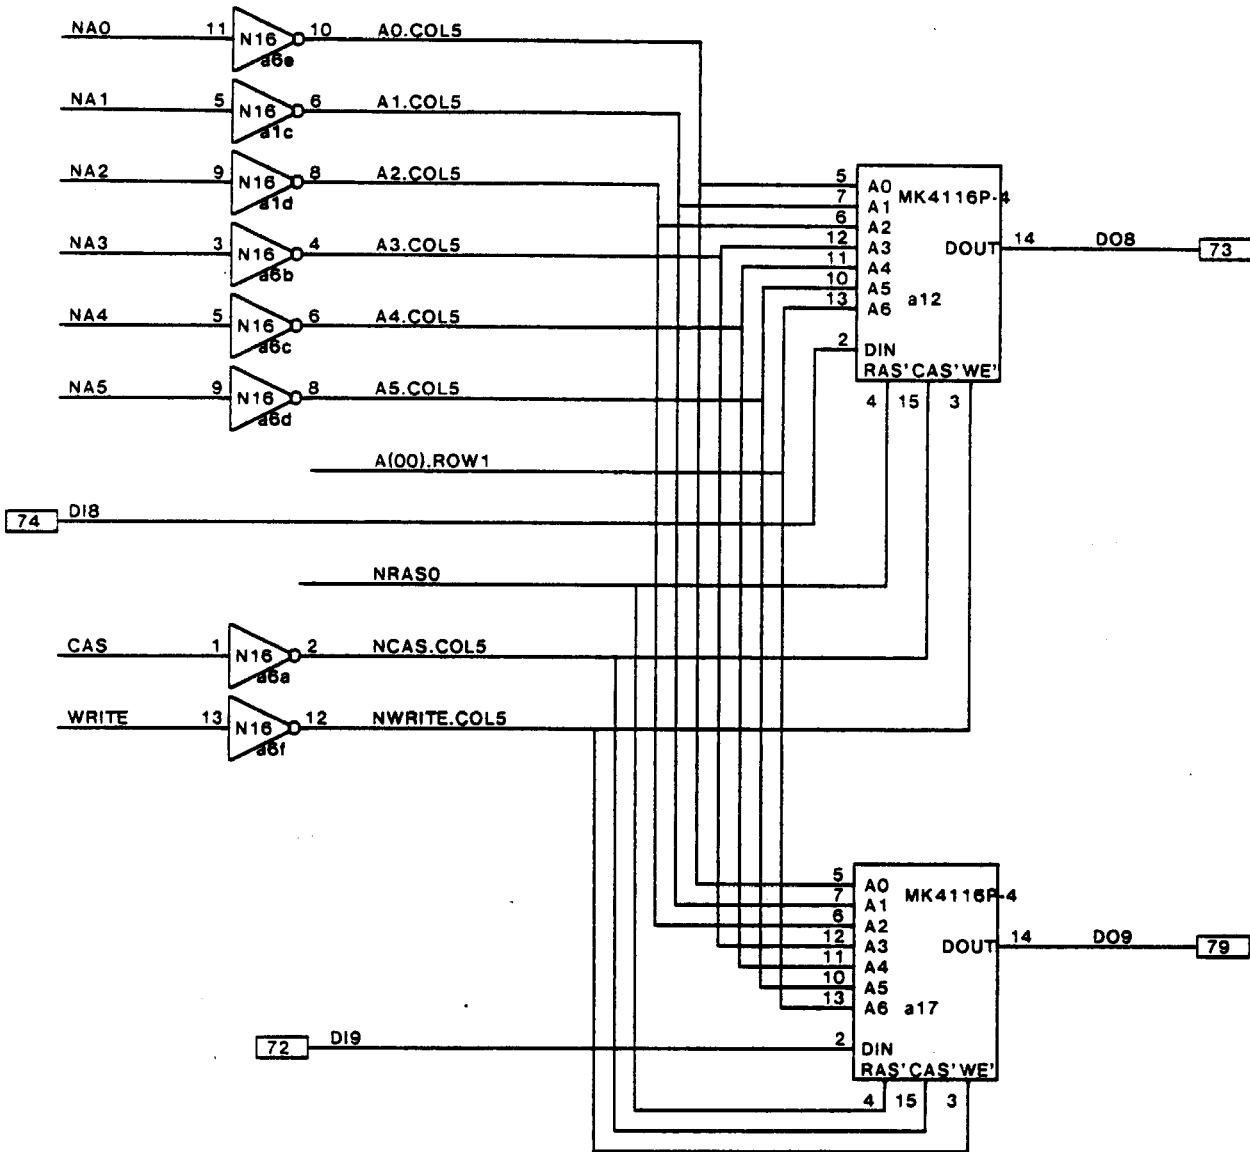 NA0 11 N16 10 A0.COL5
a6e
NA1 5 N16 6 A1.COL5
a1c
NA2 9 N16 8 A2.COL5
a1d
NA3 3 N16 4 A3.COL5
a6b
NA4 5 N16 6 A4.COL5
a6c
NA5 9 N16 8 A5.COL5
a6d
A(00).ROW1
74 DI8
NRAS0
CAS 1 N16 2 NCAS.COL5
a6a
WRITE 13 N16 12 NWRITE.COL5
a6f
5 A0 MK4116P-4
7 A1
6 A2
12 A3 DOUT 14 DO8 73
11 A4
10 A5 a12
13 A6
2 DIN
RAS'CAS'WE'
4 15 3
5 A0 MK4116P-4
7 A1
6 A2
12 A3 DOUT 14 DO9 79
11 A4
10 A5
13 A6 a17
72 DI9 2 DIN
RAS'CAS'WE'
4 15 3